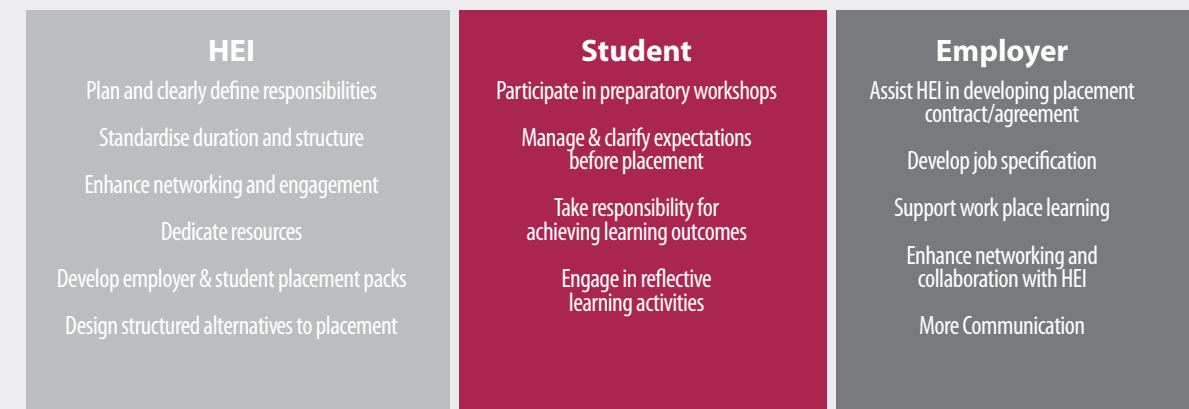 HEI
Plan and clearly define responsibilities
Standardise duration and structure
Enhance networking and engagement
Dedicate resources
Develop employer & student placement packs
Design structured alternatives to placement
Student
Participate in preparatory workshops
Manage & clarify expectations
before placement
Take responsibility for
achieving learning outcomes
Engage in reflective
learning activities
Employer
Assist HEI in developing placement
contract/agreement
Develop job specification
Support work place learning
Enhance networking and
collaboration with HEI
More Communication